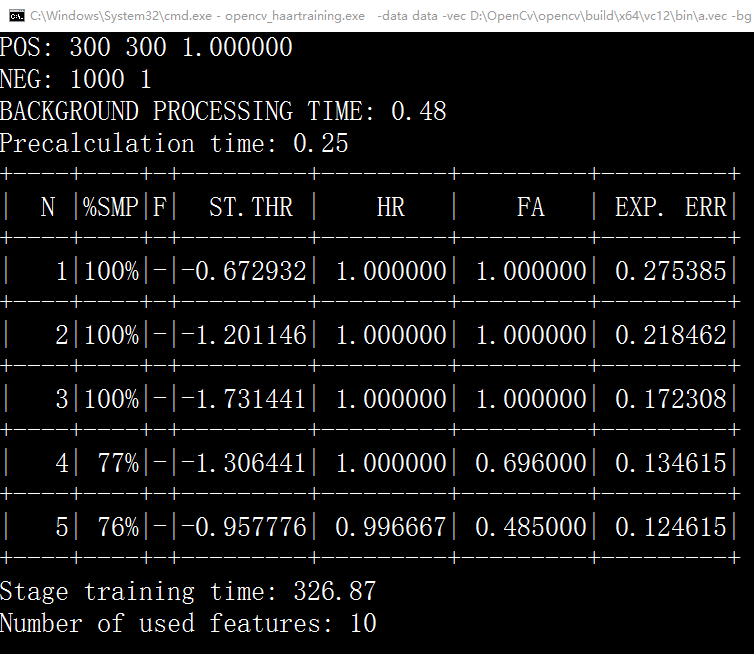 C:\Windows\System32\cmd.exe - opencv_haartraining.exe   -data data -vec D:\OpenCv\opencv\build\x64\vc12\bin\a.vec -bg
POS: 300 300 1.000000
NEG: 1000 1
BACKGROUND PROCESSING TIME: 0.48
Precalculation time: 0.25
+----+----+-+---------+---------+---------+---------+
|  N |%SMP|F|  ST.THR |    HR   |    FA   | EXP. ERR|
+----+----+-+---------+---------+---------+---------+
|   1|100%|-|-0.672932| 1.000000| 1.000000| 0.275385|
+----+----+-+---------+---------+---------+---------+
|   2|100%|-|-1.201146| 1.000000| 1.000000| 0.218462|
+----+----+-+---------+---------+---------+---------+
|   3|100%|-|-1.731441| 1.000000| 1.000000| 0.172308|
+----+----+-+---------+---------+---------+---------+
|   4| 77%|-|-1.306441| 1.000000| 0.696000| 0.134615|
+----+----+-+---------+---------+---------+---------+
|   5| 76%|-|-0.957776| 0.996667| 0.485000| 0.124615|
+----+----+-+---------+---------+---------+---------+
Stage training time: 326.87
Number of used features: 10